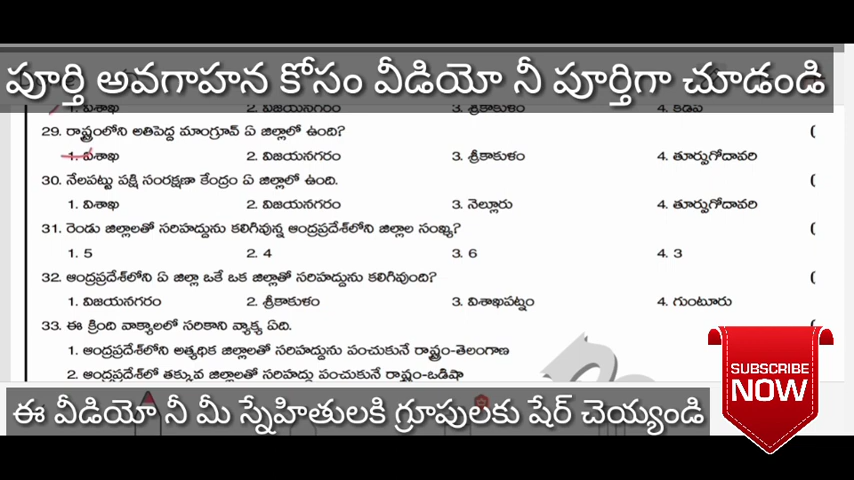 పూర్తి అవగాహన కోసం వీడియో నీ పూర్తిగా చూడండి
1. విశాఖ 2. విజయనగరం 3. శ్రీకాకుళం 4. కడప
29. రాష్ట్రంలోని అతిపెద్ద మాంగ్రూవ్ ఏ జిల్లాలో ఉంది? (
1. విశాఖ 2. విజయనగరం 3. శ్రీకాకుళం 4. తూర్పుగోదావరి
30. నేలపట్టు పక్షి సంరక్షణా కేంద్రం ఏ జిల్లాలో ఉంది. (
1. విశాఖ 2. విజయనగరం 3. నెల్లూరు 4. తూర్పుగోదావరి
31. రెండు జిల్లాలతో సరిహద్దును కలిగివున్న ఆంద్రప్రదేశ్‌లోని జిల్లాల సంఖ్య? (
1. 5 2. 4 3. 6 4. 3
32. ఆంద్రప్రదేశ్‌లోని ఏ జిల్లా ఒకే ఒక జిల్లాతో సరిహద్దును కలిగివుంది? (
1. విజయనగరం 2. శ్రీకాకుళం 3. విశాఖపట్నం 4. గుంటూరు
33. ఈ క్రింది వాక్యాలలో సరికాని వ్యాక్య ఏది. (
1. ఆంద్రప్రదేశ్‌లోని అత్యధిక జిల్లాలతో సరిహద్దును పంచుకునే రాష్ట్రం-తెలంగాణ
2. ఆంధ్రప్రదేశ్‌లో తక్కువ జిల్లాలతో సరిహద్దు పంచుకునే రాష్ట్రం-ఒడిషా
SUBSCRIBE
NOW
ఈ వీడియో నీ మీ స్నేహితులకి గ్రూపులకు షేర్ చెయ్యండి